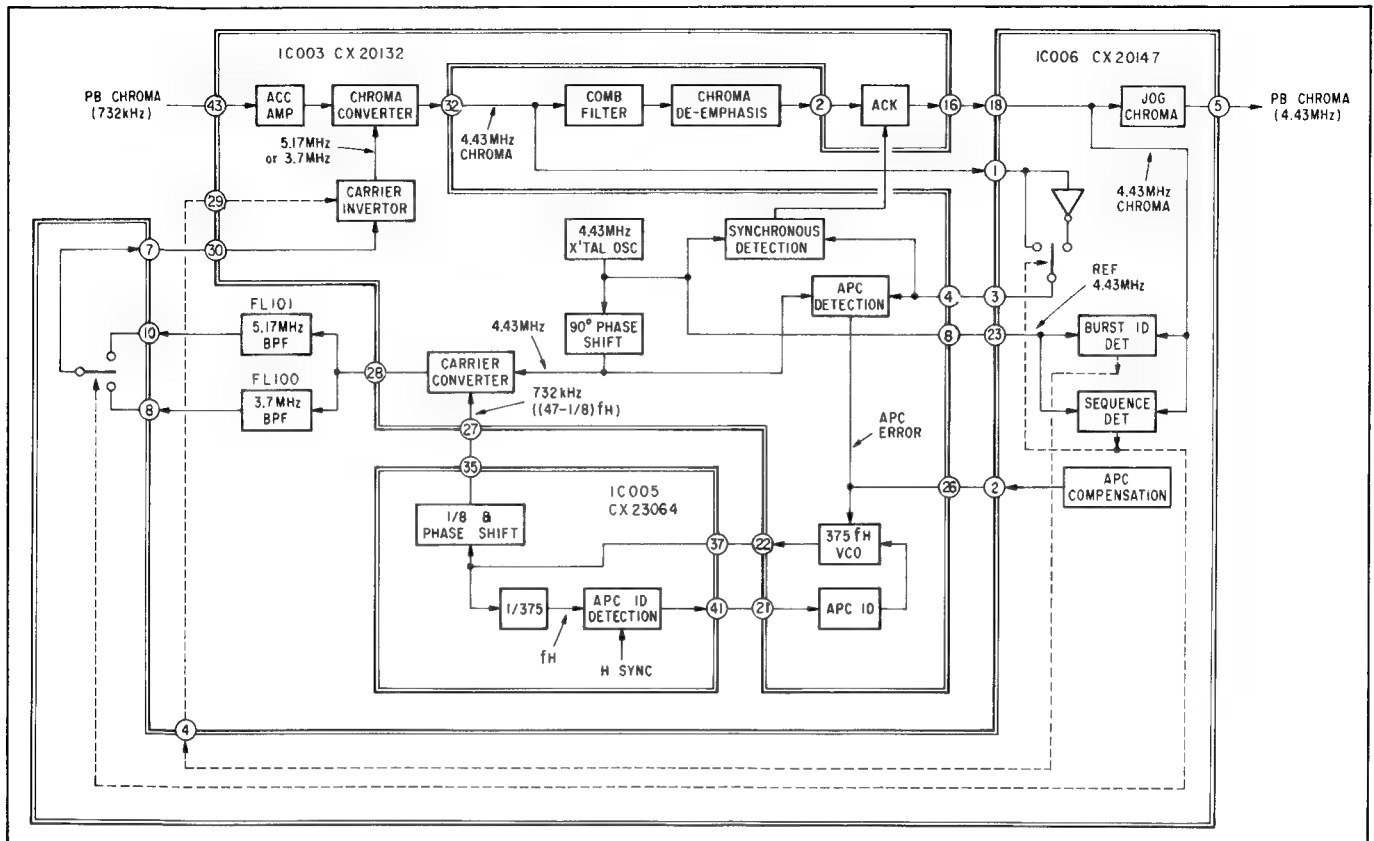 IC003 CX20132
IC006 CX20147
PB CHROMA
(732kHz)
43
ACC
AMP
CHROMA
CONVERTER
32
COMB
FILTER
CHROMA
DE-EMPHASIS
2
ACK
16
18
JOG
CHROMA
5
PB CHROMA
(4.43MHz)
5.17MHz
or 3.7MHz
4.43MHz
CHROMA
1
4.43MHz
CHROMA
29
CARRIER
INVERTOR
7
30
4.43MHz
X'TAL OSC
SYNCHRONOUS
DETECTION
REF
4.43MHz
APC
DETECTION
4
3
FL101
10
5.17MHz
BPF
90° PHASE
SHIFT
8
23
BURST ID
DET
4.43MHz
FL100
28
CARRIER
CONVERTER
8
3.7MHz
BPF
732kHz
((47-1/8)fH)
SEQUENCE
DET
27
APC
ERROR
35
IC005
CX23064
26
2
APC
COMPENSATION
1/8 &
PHASE SHIFT
37
22
375fH
VCO
1/375
APC ID
DETECTION
41
21
APC ID
fH
H SYNC
4